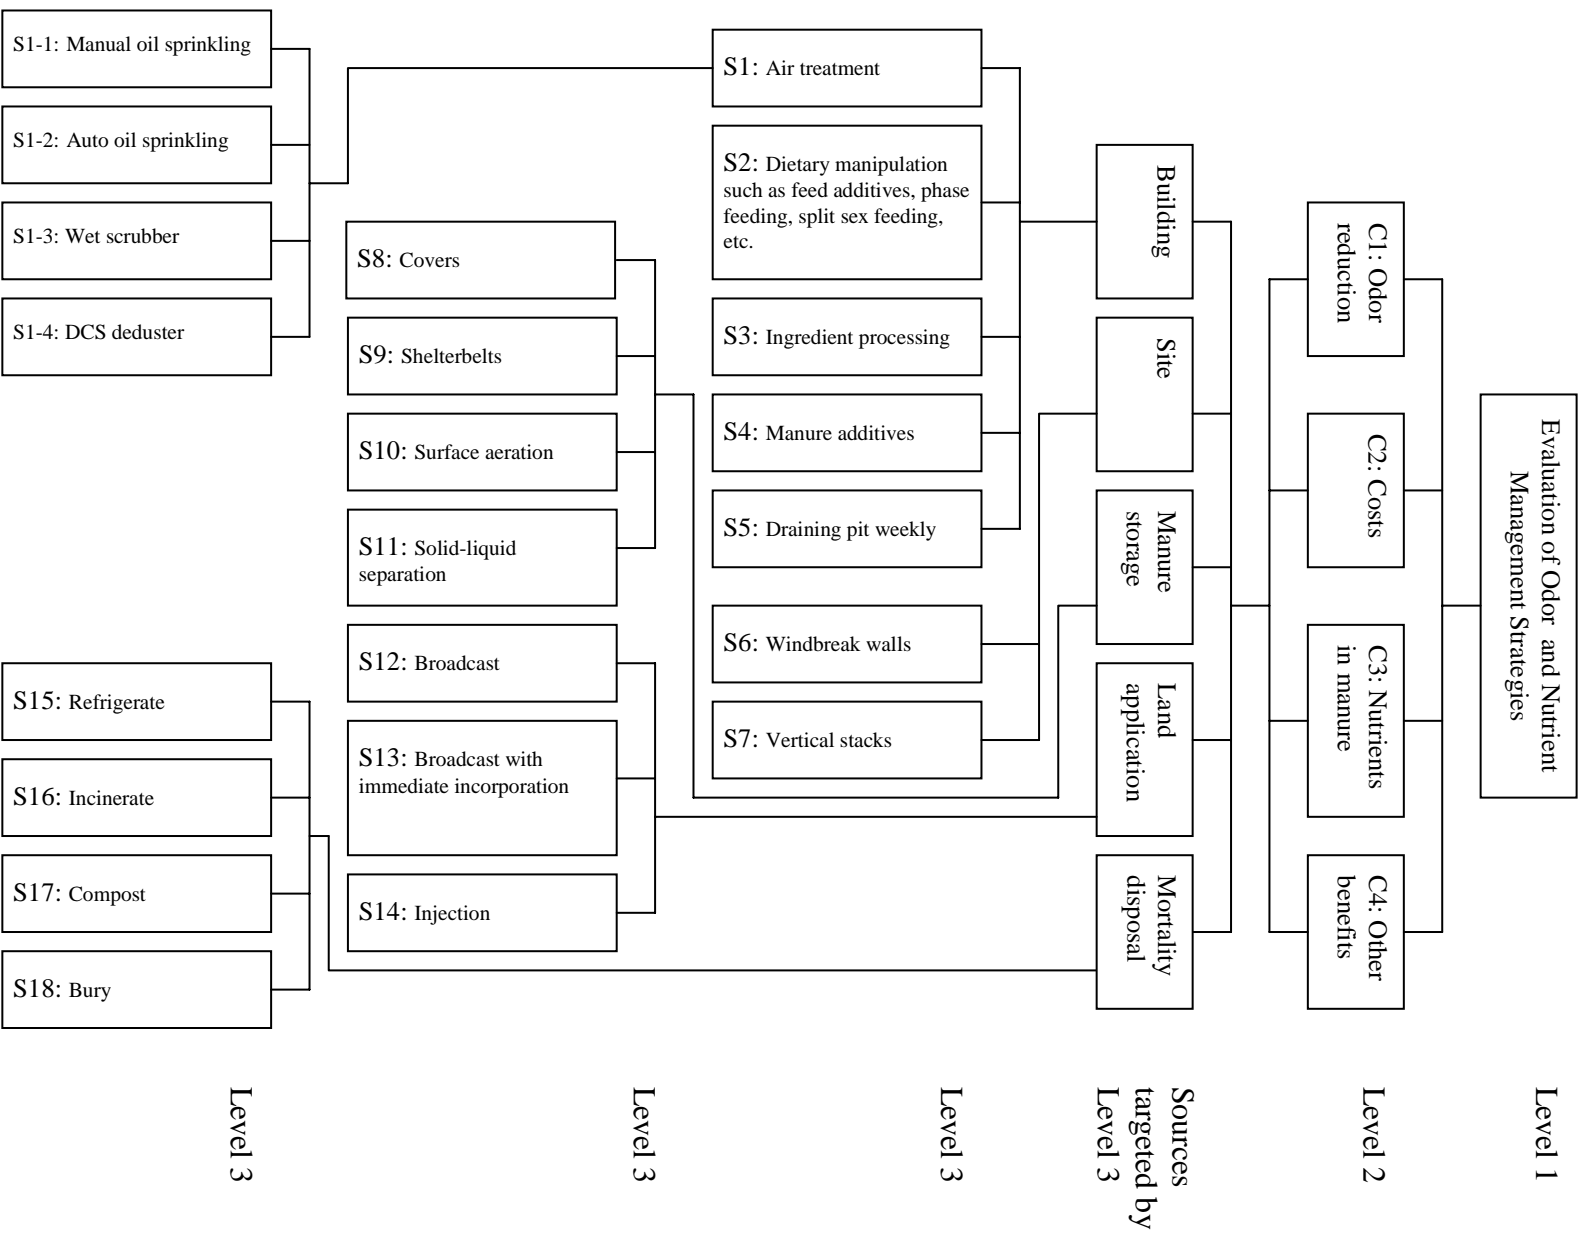 Evaluation of Odor and Nutrient
Management Strategies
Level 1
C1: Odor
reduction
C2: Costs
C3: Nutrients
in manure
C4: Other
benefits
Level 2
Building
Site
Manure
storage
Land
application
Mortality
disposal
Sources
targeted by
Level 3
S1: Air treatment
S2: Dietary manipulation
such as feed additives, phase
feeding, split sex feeding,
etc.
S3: Ingredient processing
S4: Manure additives
S5: Draining pit weekly
S6: Windbreak walls
S7: Vertical stacks
Level 3
S8: Covers
S9: Shelterbelts
S10: Surface aeration
S11: Solid-liquid
separation
S12: Broadcast
S13: Broadcast with
immediate incorporation
S14: Injection
Level 3
S1-1: Manual oil sprinkling
S1-2: Auto oil sprinkling
S1-3: Wet scrubber
S1-4: DCS deduster
S15: Refrigerate
S16: Incinerate
S17: Compost
S18: Bury
Level 3